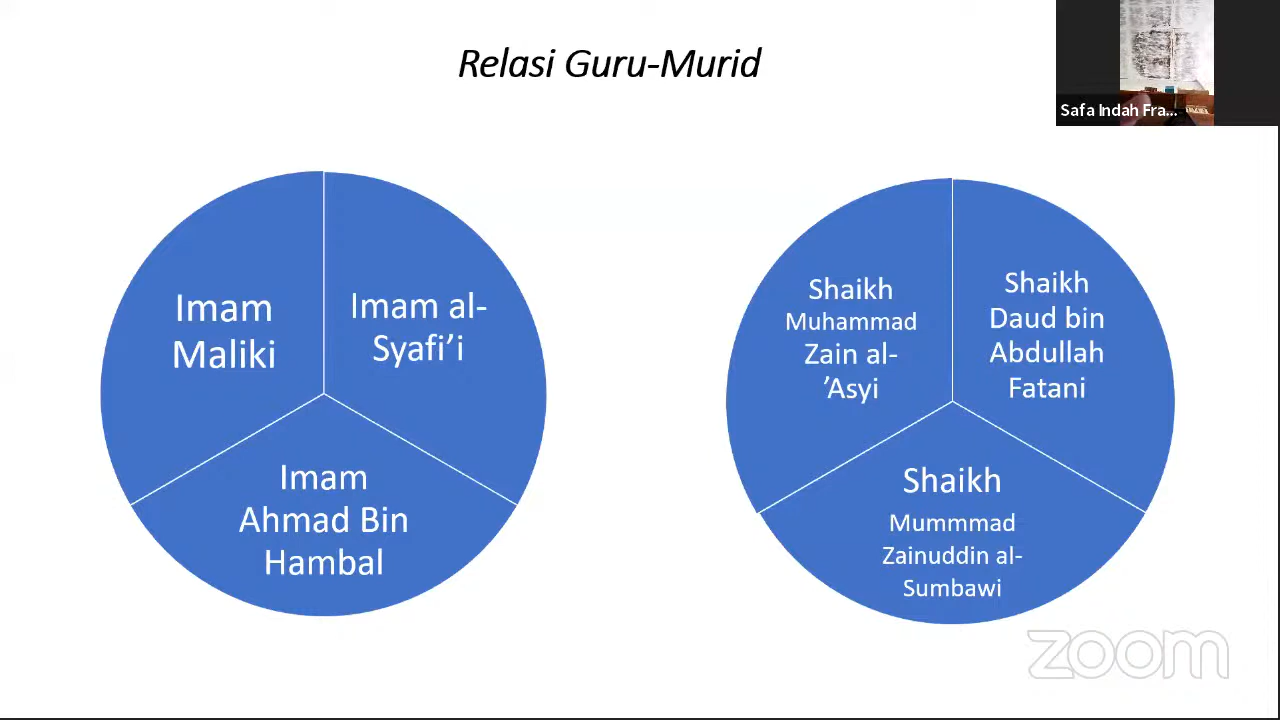 Relasi Guru-Murid
Safa Indah Fra...
Imam
Maliki
Imam al-
Syafi’i
Imam
Ahmad Bin
Hambal
Shaikh
Muhammad
Zain al-
’Asyi
Shaikh
Daud bin
Abdullah
Fatani
Shaikh
Mummmad
Zainuddin al-
Sumbawi
zoom